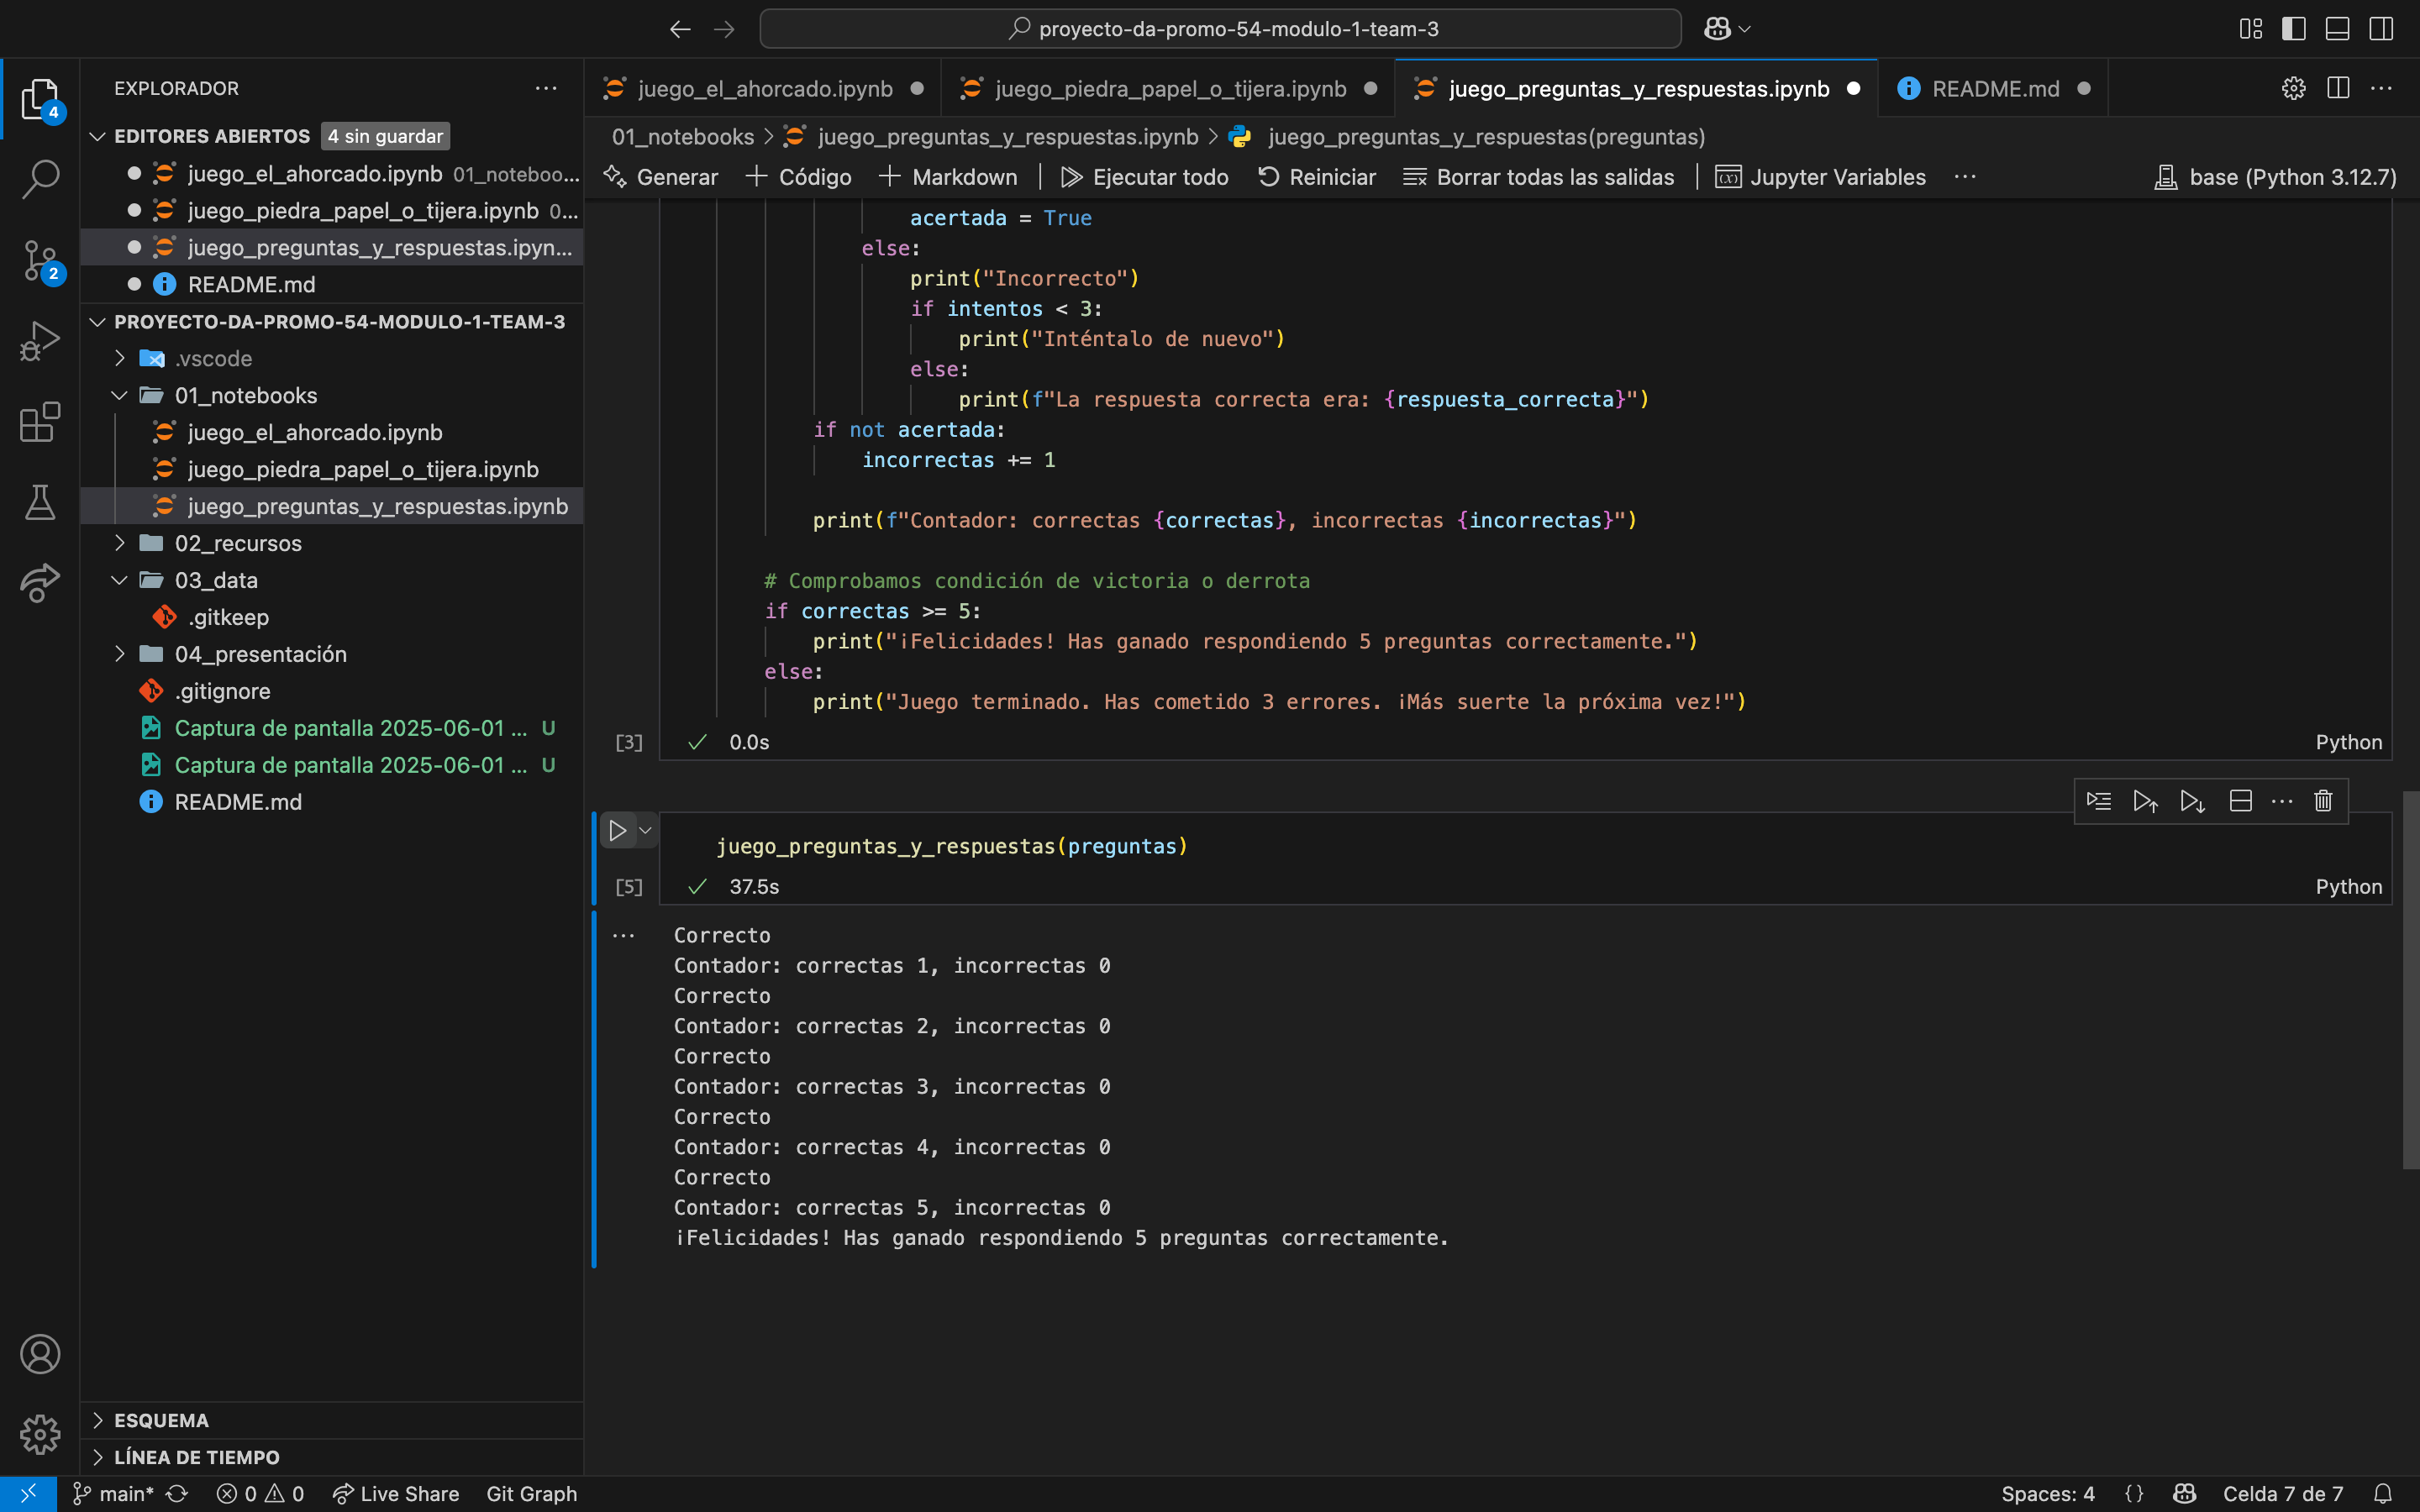 proyecto-da-promo-54-modulo-1-team-3
EXPLORADOR
4
EDITORES ABIERTOS 4 sin guardar
juego_el_ahorcado.ipynb 01_noteboo...
juego_piedra_papel_o_tijera.ipynb 0...
juego_preguntas_y_respuestas.ipyn...
README.md
2
PROYECTO-DA-PROMO-54-MODULO-1-TEAM-3
.vscode
01_notebooks
juego_el_ahorcado.ipynb
juego_piedra_papel_o_tijera.ipynb
juego_preguntas_y_respuestas.ipynb
02_recursos
03_data
.gitkeep
04_presentación
.gitignore
Captura de pantalla 2025-06-01 ... U
Captura de pantalla 2025-06-01 ... U
README.md
ESQUEMA
LÍNEA DE TIEMPO
juego_el_ahorcado.ipynb juego_piedra_papel_o_tijera.ipynb juego_preguntas_y_respuestas.ipynb README.md
01_notebooks > juego_preguntas_y_respuestas.ipynb > juego_preguntas_y_respuestas(preguntas)
Generar + Código + Markdown Ejecutar todo Reiniciar Borrar todas las salidas Jupyter Variables ... base (Python 3.12.7)
acertada = True
else:
print("Incorrecto")
if intentos < 3:
print("Inténtalo de nuevo")
else:
print(f"La respuesta correcta era: {respuesta_correcta}")
if not acertada:
incorrectas += 1
print(f"Contador: correctas {correctas}, incorrectas {incorrectas}")
# Comprobamos condición de victoria o derrota
if correctas >= 5:
print("¡Felicidades! Has ganado respondiendo 5 preguntas correctamente.")
else:
print("Juego terminado. Has cometido 3 errores. ¡Más suerte la próxima vez!")
[3] 0.0s Python
juego_preguntas_y_respuestas(preguntas)
[5] 37.5s Python
Correcto
Contador: correctas 1, incorrectas 0
Correcto
Contador: correctas 2, incorrectas 0
Correcto
Contador: correctas 3, incorrectas 0
Correcto
Contador: correctas 4, incorrectas 0
Correcto
Contador: correctas 5, incorrectas 0
¡Felicidades! Has ganado respondiendo 5 preguntas correctamente.
main* 0 0 Live Share Git Graph Spaces: 4 {} Celda 7 de 7